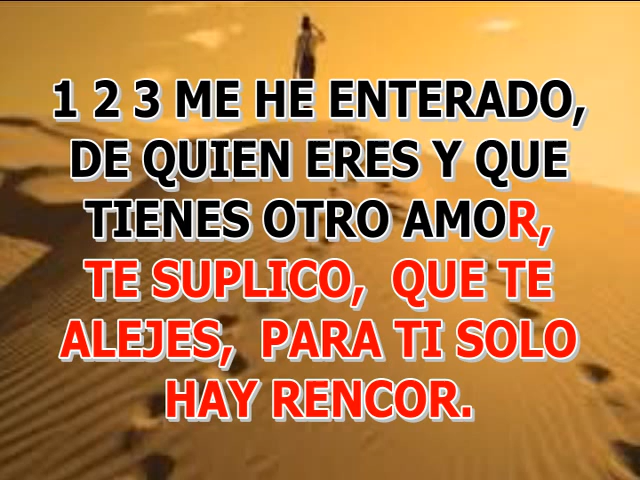 1 2 3 ME HE ENTERADO,
DE QUIEN ERES Y QUE
TIENES OTRO AMOR,
TE SUPLICO,  QUE TE
ALEJES,  PARA TI SOLO
HAY RENCOR.